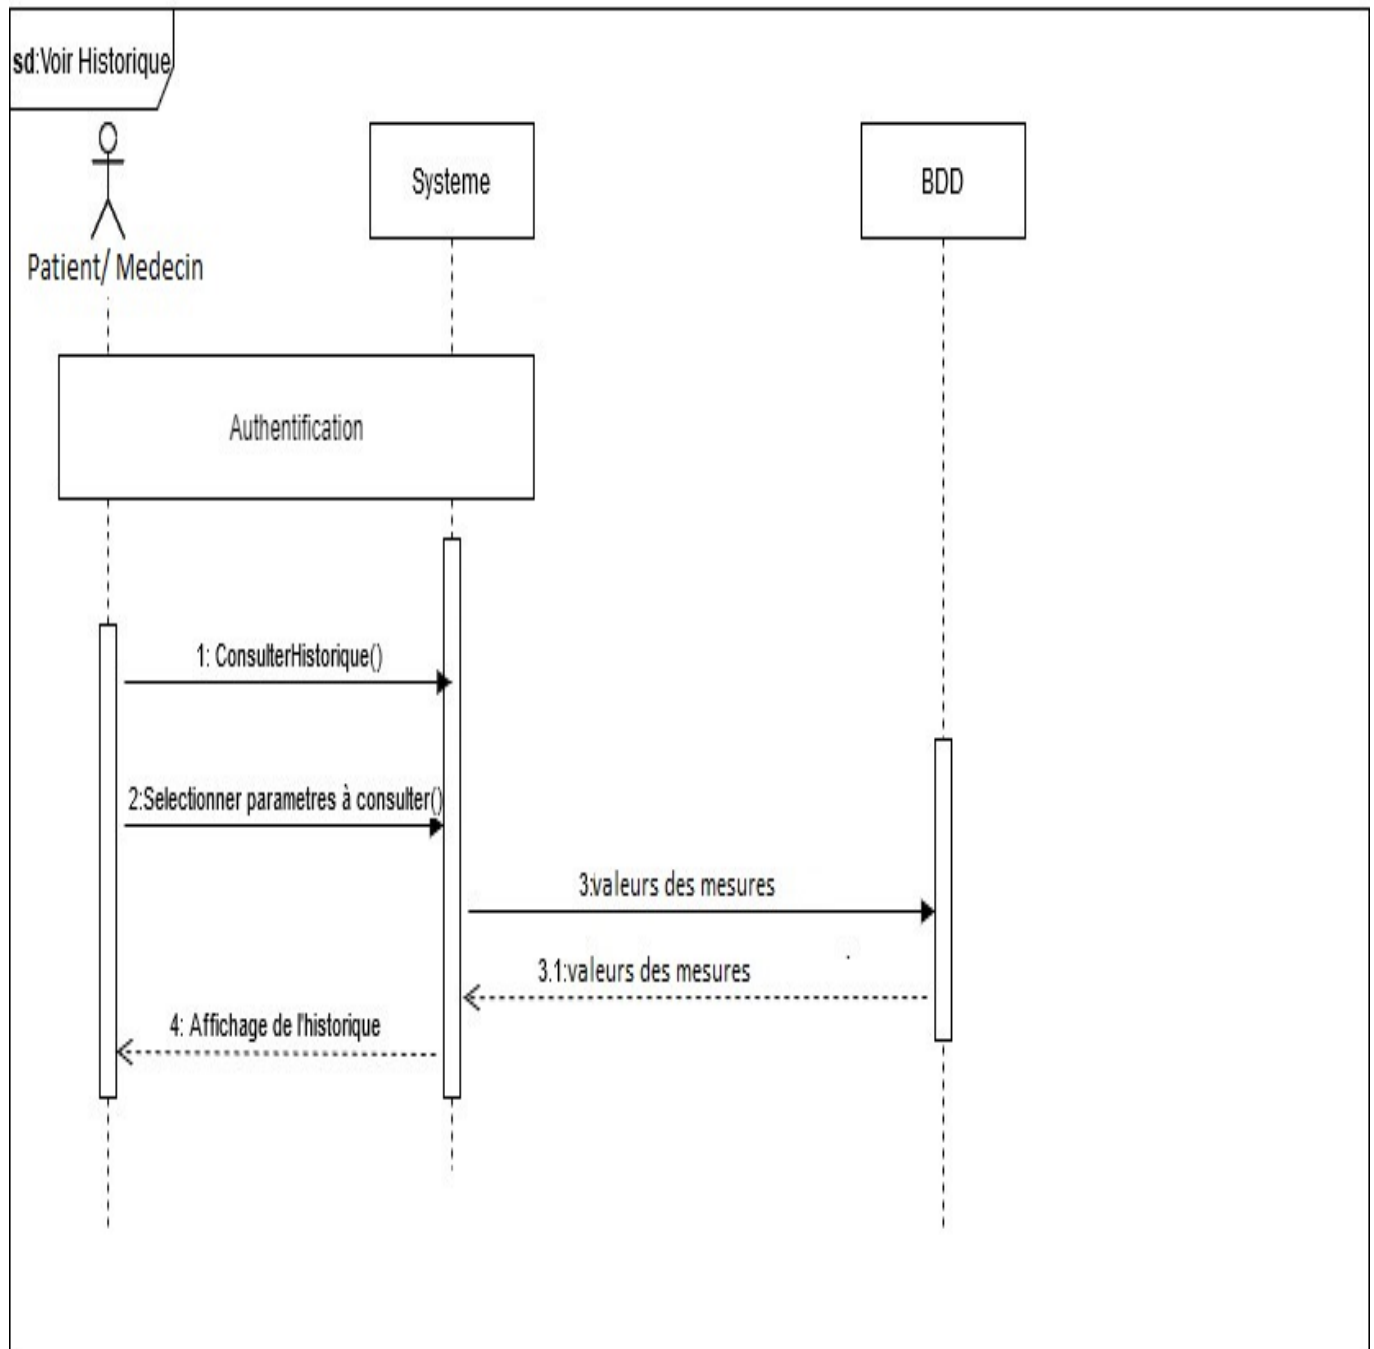 sd:Voir Historique
Systeme
BDD
Patient/ Medecin
Authentification
1: ConsulterHistorique()
2:Selectionner parametres à consulter()
3:valeurs des mesures
3.1:valeurs des mesures
4: Affichage de l'historique